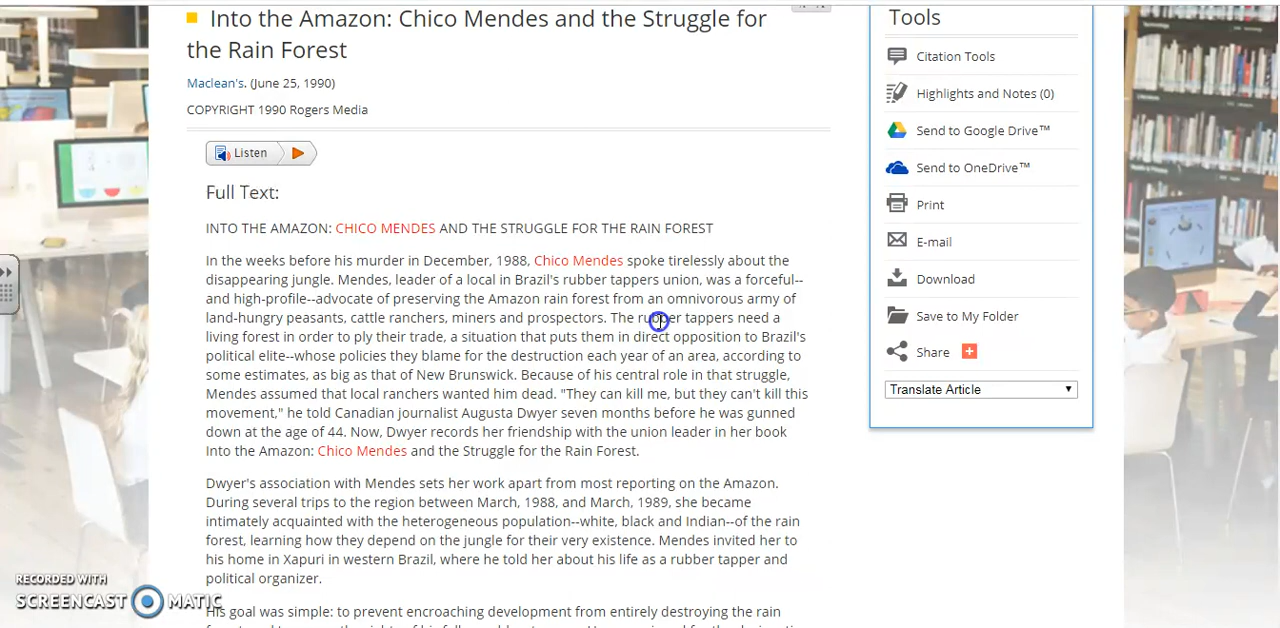 Into the Amazon: Chico Mendes and the Struggle for
the Rain Forest
Maclean's. (June 25, 1990)
COPYRIGHT 1990 Rogers Media
Listen
Full Text:
INTO THE AMAZON: CHICO MENDES AND THE STRUGGLE FOR THE RAIN FOREST
In the weeks before his murder in December, 1988, Chico Mendes spoke tirelessly about the
disappearing jungle. Mendes, leader of a local in Brazil's rubber tappers union, was a forceful--
and high-profile--advocate of preserving the Amazon rain forest from an omnivorous army of
land-hungry peasants, cattle ranchers, miners and prospectors. The rubber tappers need a
living forest in order to ply their trade, a situation that puts them in direct opposition to Brazil's
political elite--whose policies they blame for the destruction each year of an area, according to
some estimates, as big as that of New Brunswick. Because of his central role in that struggle,
Mendes assumed that local ranchers wanted him dead. "They can kill me, but they can't kill this
movement," he told Canadian journalist Augusta Dwyer seven months before he was gunned
down at the age of 44. Now, Dwyer records her friendship with the union leader in her book
Into the Amazon: Chico Mendes and the Struggle for the Rain Forest.
Dwyer's association with Mendes sets her work apart from most reporting on the Amazon.
During several trips to the region between March, 1988, and March, 1989, she became
intimately acquainted with the heterogeneous population--white, black and Indian--of the rain
forest, learning how they depend on the jungle for their very existence. Mendes invited her to
his home in Xapuri in western Brazil, where he told her about his life as a rubber tapper and
political organizer.
His goal was simple: to prevent encroaching development from entirely destroying the rain
Tools
Citation Tools
Highlights and Notes (0)
Send to Google Drive™
Send to OneDrive™
Print
E-mail
Download
Save to My Folder
Share
Translate Article
RECORDED WITH
SCREENCAST MATIC